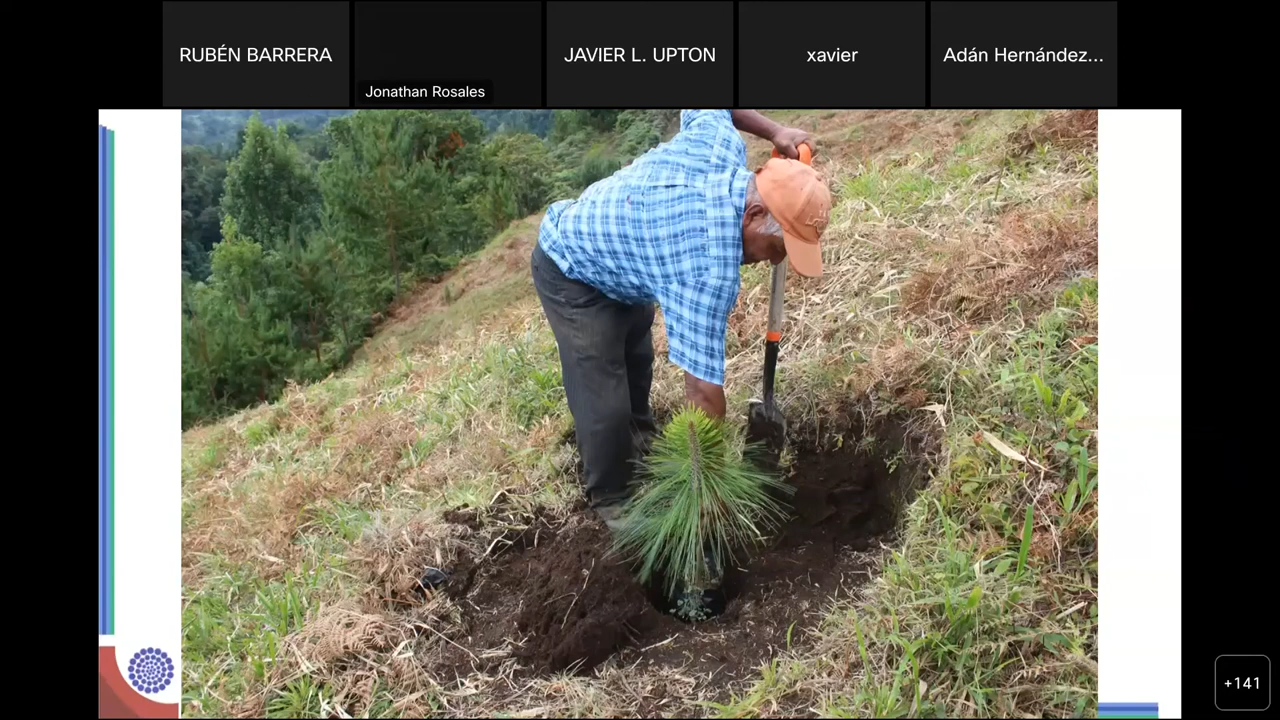 RUBÉN BARRERA
Jonathan Rosales
JAVIER L. UPTON
xavier
Adán Hernández...
+141